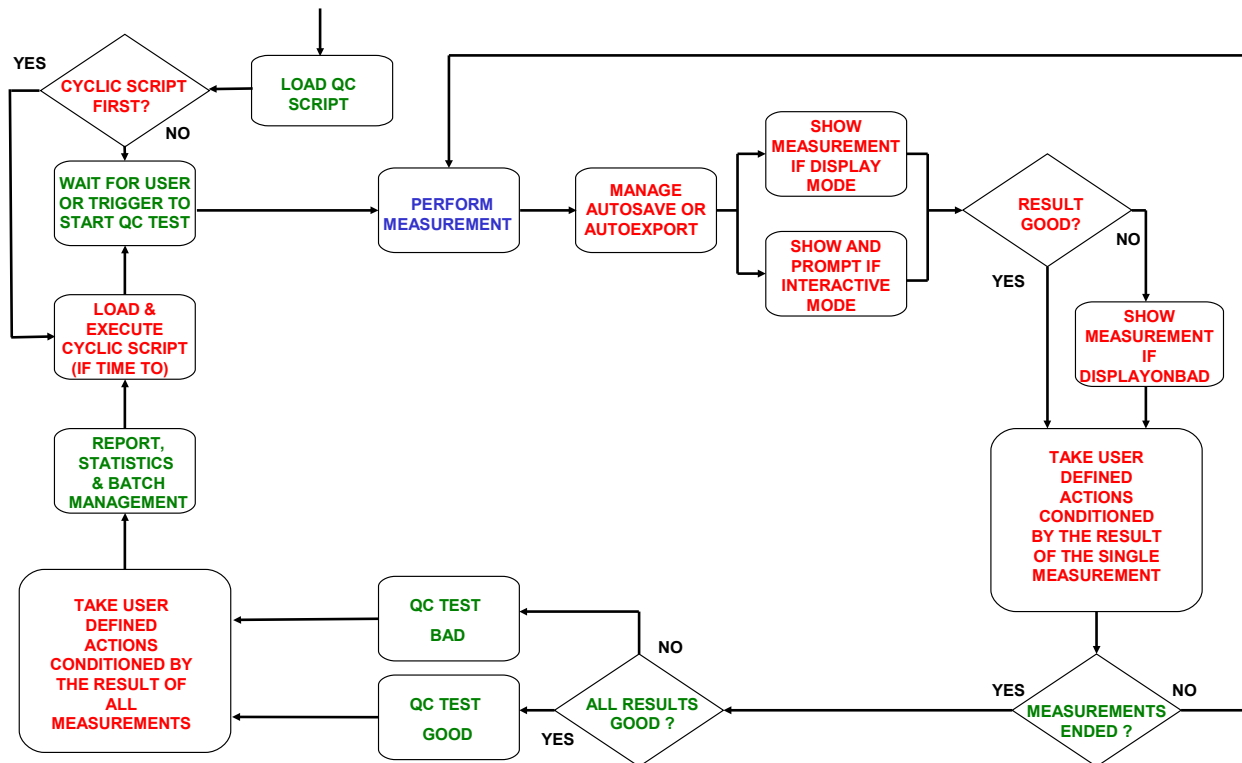 YES
CYCLIC SCRIPT
FIRST?
NO
LOAD QC
SCRIPT
WAIT FOR USER
OR TRIGGER TO
START QC TEST
PERFORM
MEASUREMENT
MANAGE
AUTOSAVE OR
AUTOEXPORT
SHOW
MEASUREMENT
IF DISPLAY
MODE
SHOW AND
PROMPT IF
INTERACTIVE
MODE
RESULT
GOOD?
NO
YES
SHOW
MEASUREMENT
IF
DISPLAYONBAD
LOAD &
EXECUTE
CYCLIC SCRIPT
(IF TIME TO)
REPORT,
STATISTICS
& BATCH
MANAGEMENT
TAKE USER
DEFINED
ACTIONS
CONDITIONED
BY THE RESULT
OF THE SINGLE
MEASUREMENT
TAKE USER
DEFINED
ACTIONS
CONDITIONED BY
THE RESULT OF
ALL
MEASUREMENTS
QC TEST
BAD
QC TEST
GOOD
NO
ALL RESULTS
GOOD ?
YES
YES
MEASUREMENTS
ENDED ?
NO